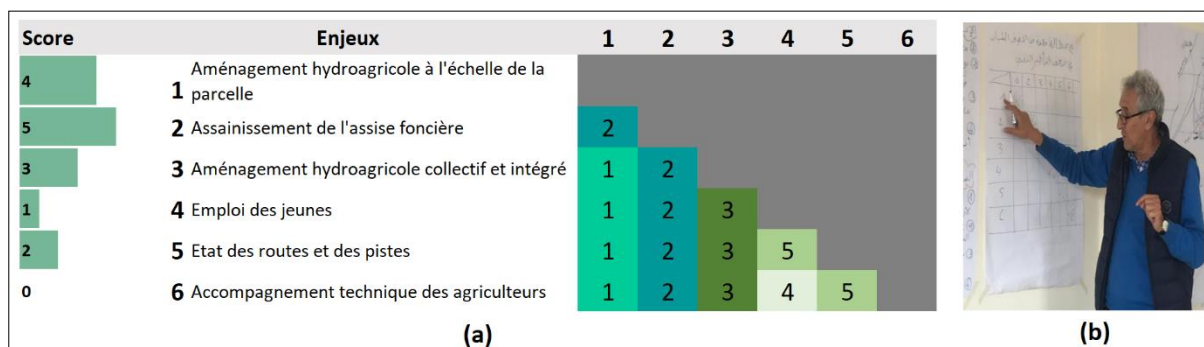 Score Enjeux 1 2 3 4 5 6
4 1 Aménagement hydroagricole à l'échelle de la
parcelle
5 2 Assainissement de l'assise foncière 2
3 3 Aménagement hydroagricole collectif et intégré 1 2
1 4 Emploi des jeunes 1 2 3
2 5 Etat des routes et des pistes 1 2 3 5
0 6 Accompagnement technique des agriculteurs 1 2 3 4 5
(a)
(b)